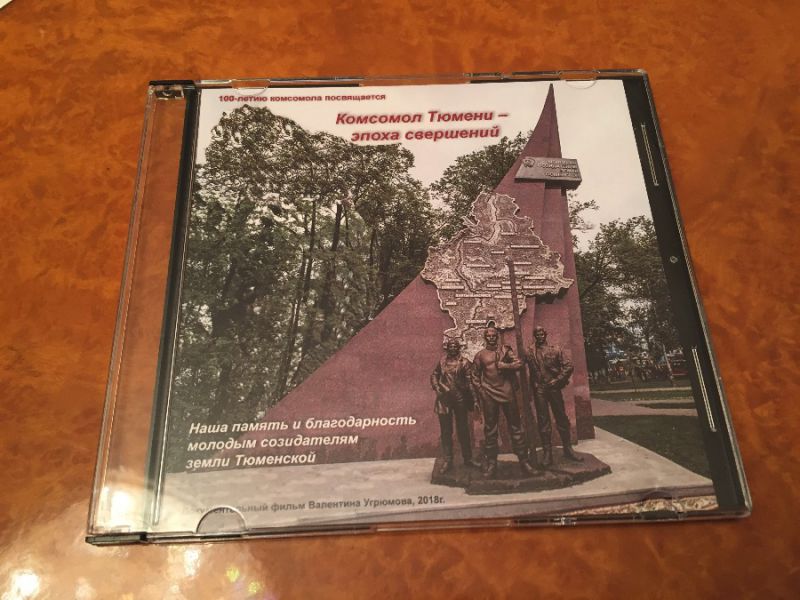 100-летию комсомола посвящается
Комсомол Тюмени –
эпоха свершений
Наша память и благодарность
молодым созидателям
земли Тюменской
фильм Валентина Угрюмова, 2018г.